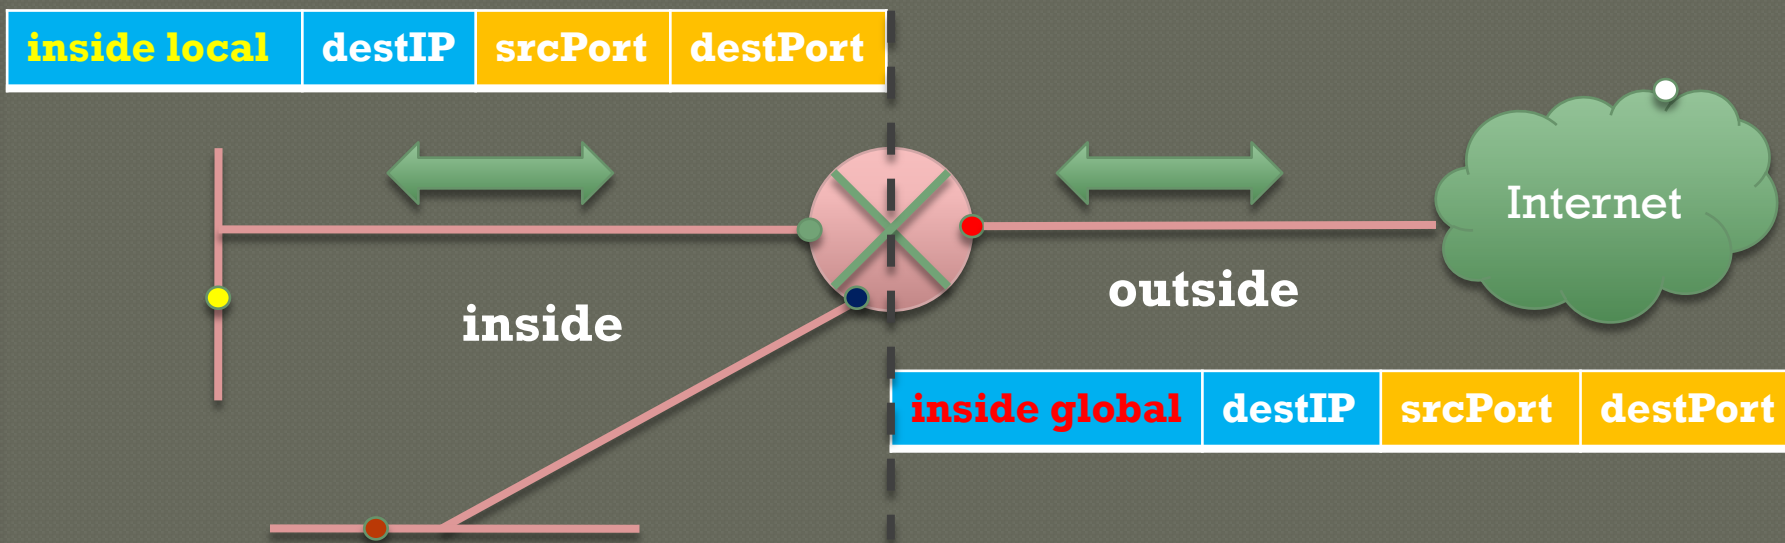 inside local destIP srcPort destPort
Internet
outside
inside
inside global destIP srcPort destPort